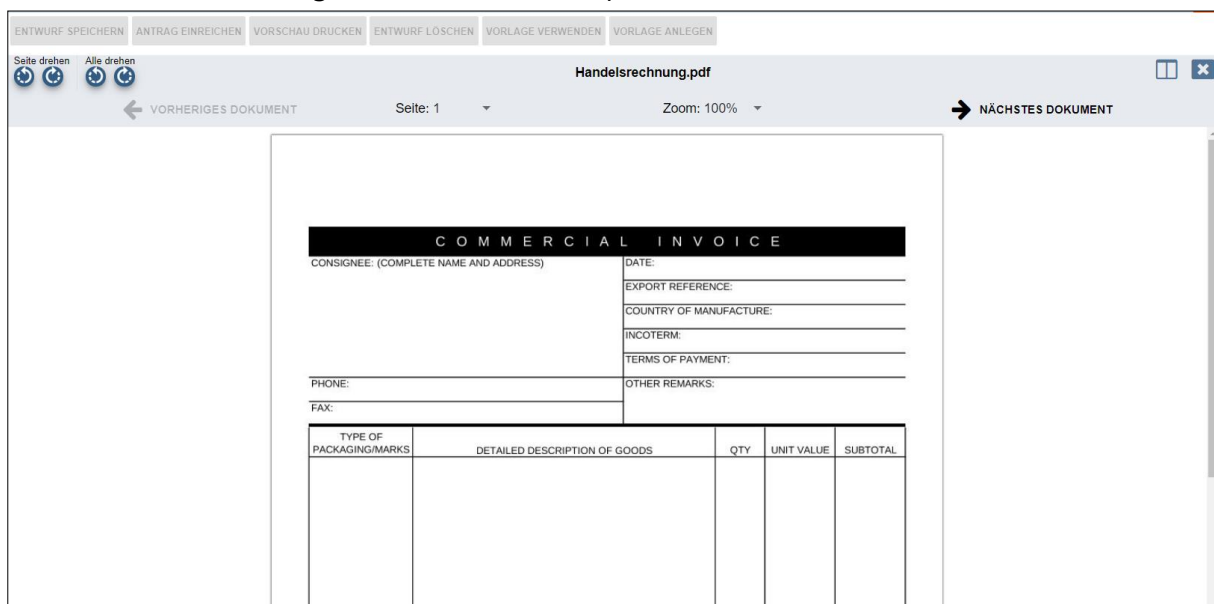 ENTWURF SPEICHERN ANTRAG EINREICHEN VORSCHAU DRUCKEN ENTWURF LÖSCHEN VORLAGE VERWENDEN VORLAGE ANLEGEN
Seite drehen Alle drehen
Handelsrechnung.pdf
VORHERIGES DOKUMENT Seite: 1 Zoom: 100% NÄCHSTES DOKUMENT
COMMERCIAL INVOICE
CONSIGNEE: (COMPLETE NAME AND ADDRESS)
DATE:
EXPORT REFERENCE:
COUNTRY OF MANUFACTURE:
INCOTERM:
TERMS OF PAYMENT:
PHONE:
OTHER REMARKS:
FAX:
TYPE OF
PACKAGING/MARKS DETAILED DESCRIPTION OF GOODS QTY UNIT VALUE SUBTOTAL